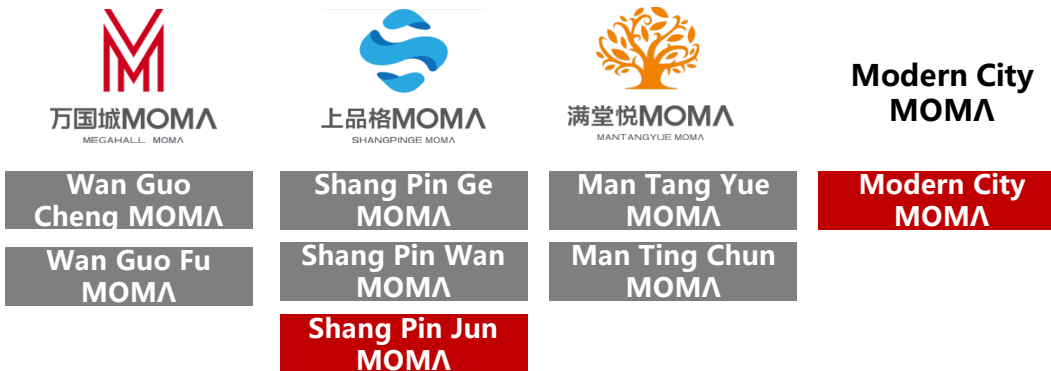 万国城MOMΛ
MEGAHALL MOMΛ
上品格MOMΛ
SHANGPINGE MOMΛ
满堂悦MOMΛ
MANTANGYUE MOMΛ
Modern City
MOMΛ
Wan Guo
Cheng MOMΛ
Shang Pin Ge
MOMΛ
Man Tang Yue
MOMΛ
Modern City
MOMΛ
Wan Guo Fu
MOMΛ
Shang Pin Wan
MOMΛ
Man Ting Chun
MOMΛ
Shang Pin Jun
MOMΛ